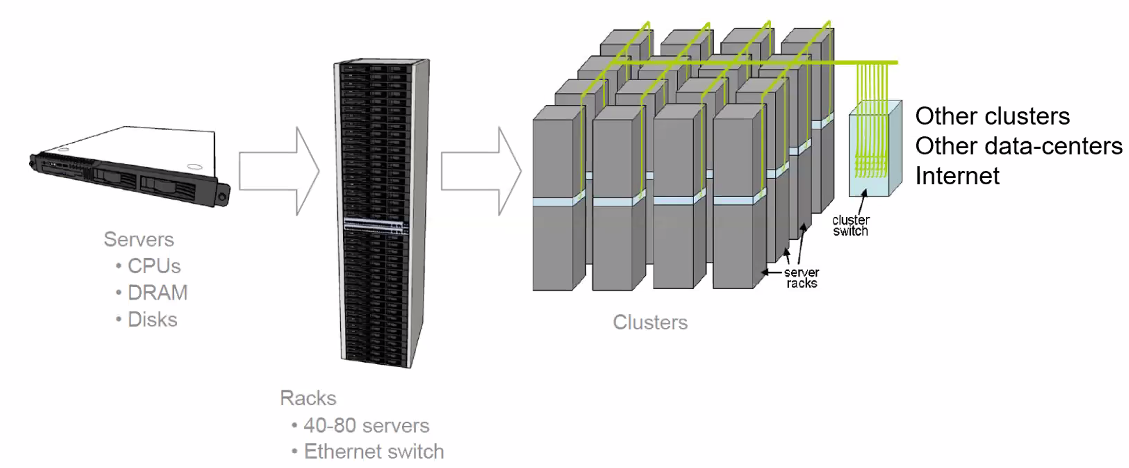 Servers
• CPUs
• DRAM
• Disks
Racks
• 40-80 servers
• Ethernet switch
Clusters
server
racks
cluster
switch
Other clusters
Other data-centers
Internet